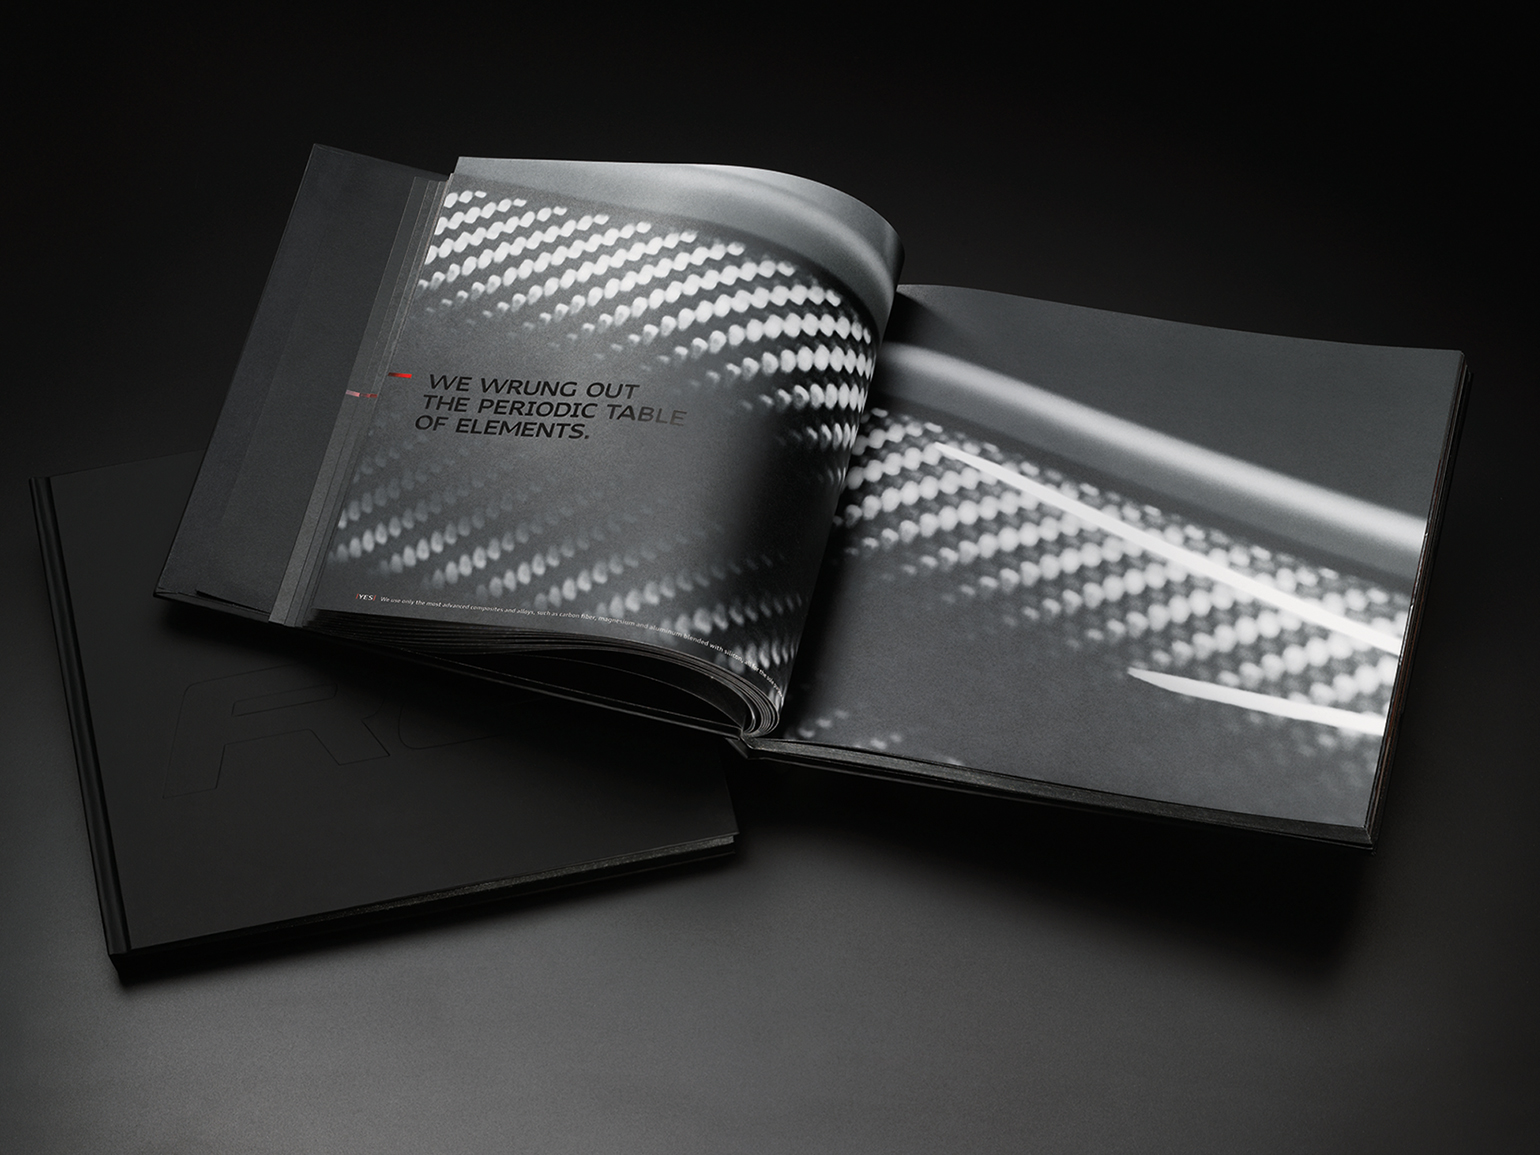 WE WRUNG OUT
THE PERIODIC TABLE
OF ELEMENTS.
[YES] We use only the most advanced composites and alloys, such as carbon fiber, magnesium and aluminum blended with silicon,
R